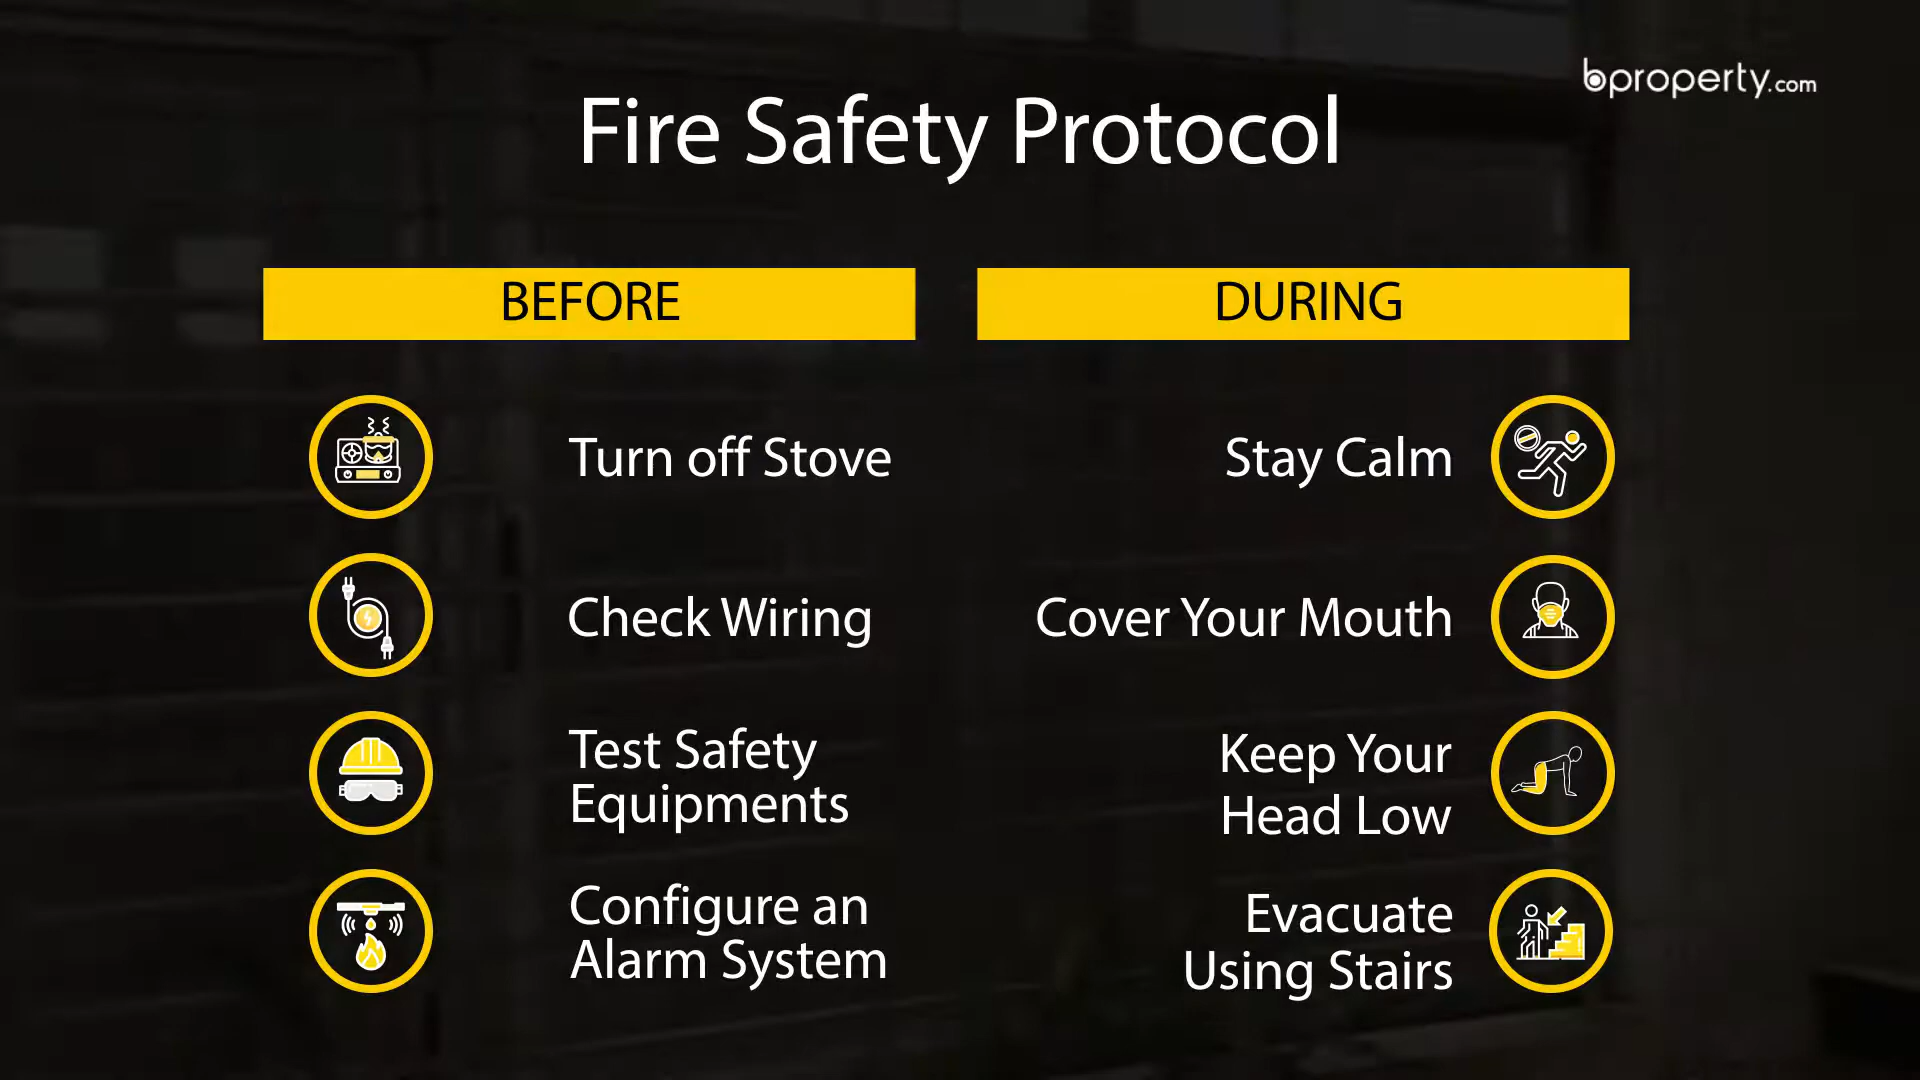 bproperty.com
Fire Safety Protocol
BEFORE
Turn off Stove
Check Wiring
Test Safety
Equipments
Configure an
Alarm System
DURING
Stay Calm
Cover Your Mouth
Keep Your
Head Low
Evacuate
Using Stairs